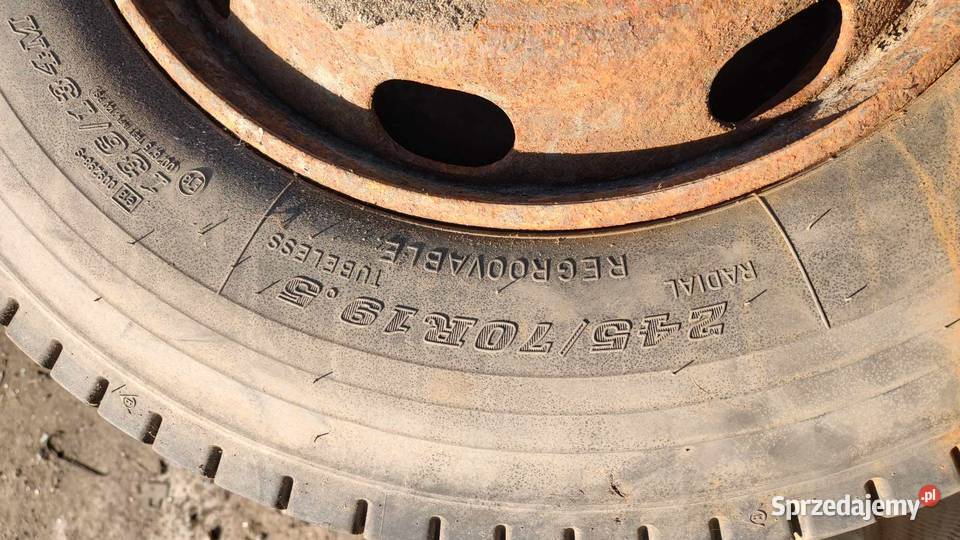 245/70R19.5
RADIAL
TUBELESS
REGROOVABLE
136/134M
Sprzedajemy.pl